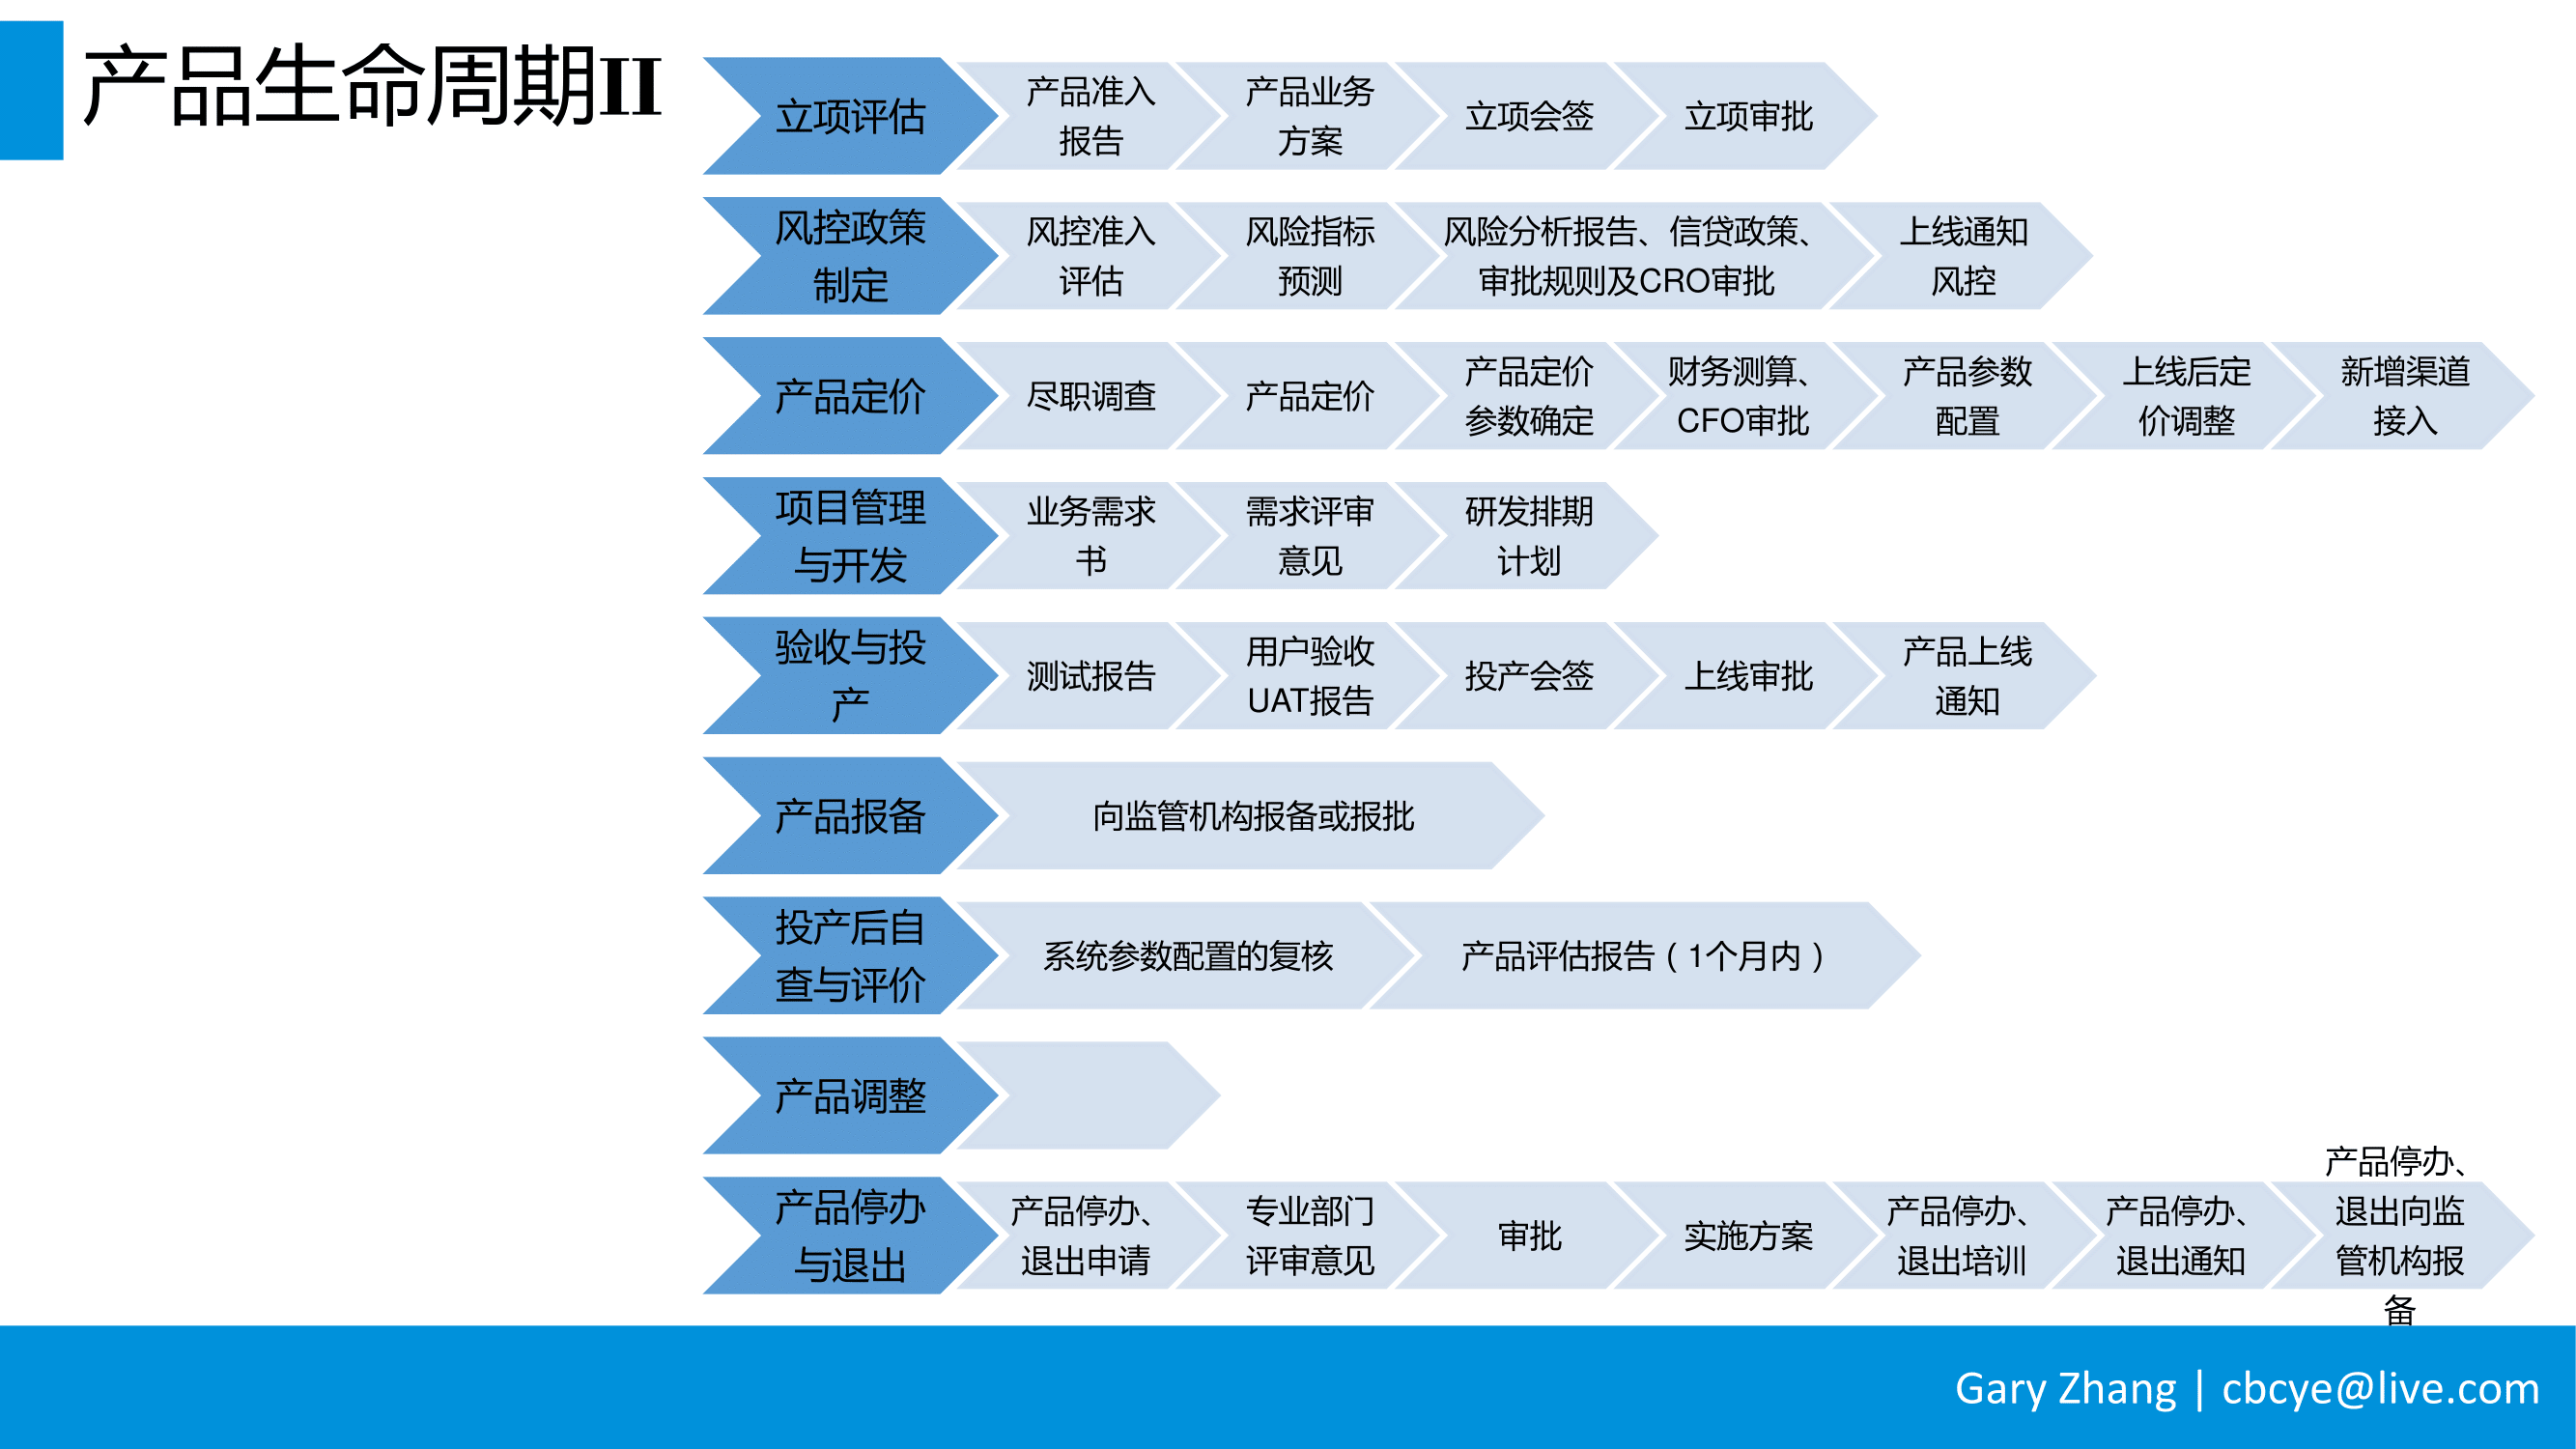 产品生命周期II
立项评估
产品准入
报告
产品业务
方案
立项会签
立项审批
风控政策
制定
风控准入
评估
风险指标
预测
风险分析报告、信贷政策、
审批规则及CRO审批
上线通知
风控
产品定价
尽职调查
产品定价
产品定价
参数确定
财务测算、
CFO审批
产品参数
配置
上线后定
价调整
新增渠道
接入
项目管理
与开发
业务需求
书
需求评审
意见
研发排期
计划
验收与投
产
测试报告
用户验收
UAT报告
投产会签
上线审批
产品上线
通知
产品报备
向监管机构报备或报批
投产后自
查与评价
系统参数配置的复核
产品评估报告（1个月内）
产品调整
产品停办
与退出
产品停办、
退出申请
专业部门
评审意见
审批
实施方案
产品停办、
退出培训
产品停办、
退出通知
产品停办、
退出向监
管机构报
备
Gary Zhang | cbcye@live.com